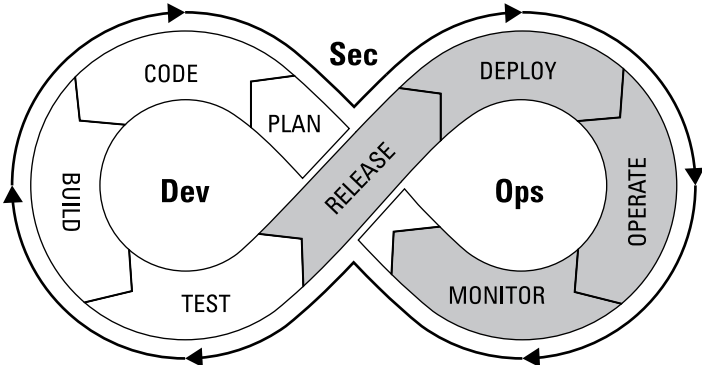 Sec
CODE
DEPLOY
PLAN
RELEASE
BUILD
Dev
Ops
OPERATE
TEST
MONITOR